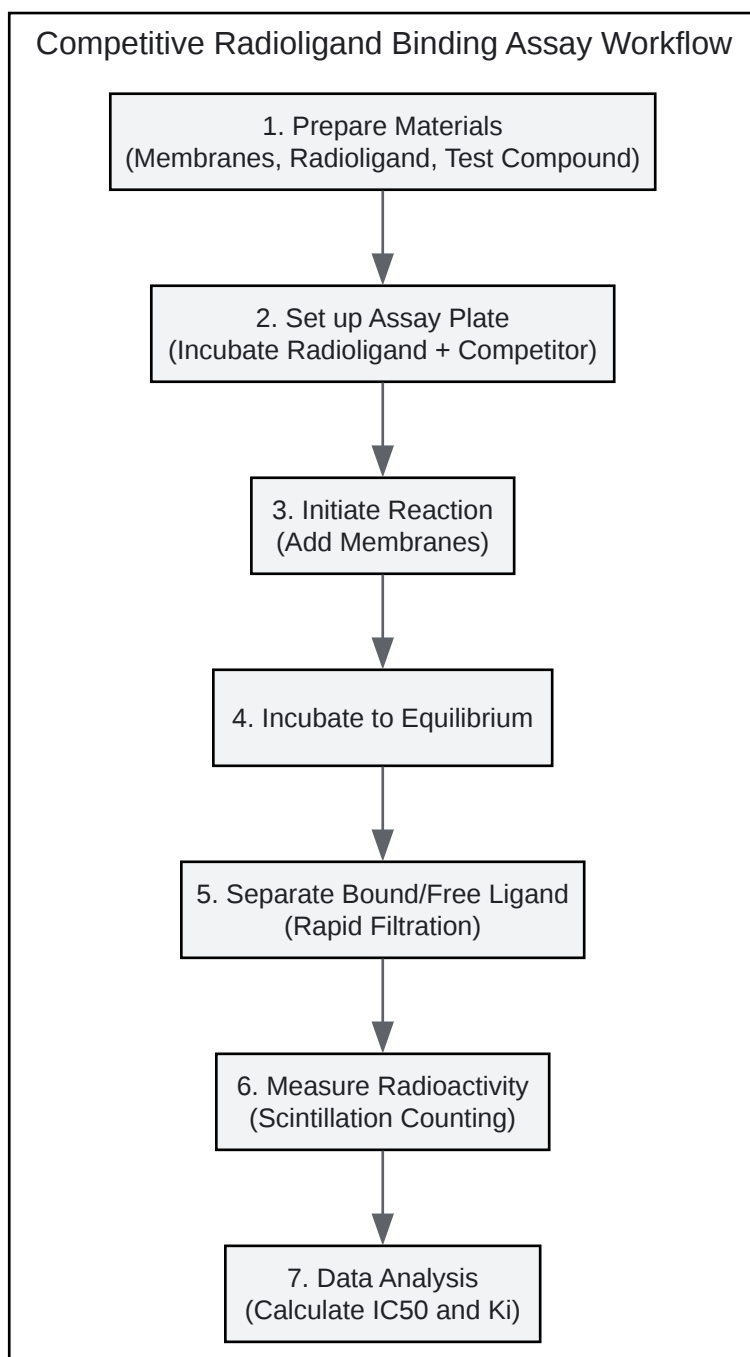 Competitive Radioligand Binding Assay Workflow
1. Prepare Materials
(Membranes, Radioligand, Test Compound)
2. Set up Assay Plate
(Incubate Radioligand + Competitor)
3. Initiate Reaction
(Add Membranes)
4. Incubate to Equilibrium
5. Separate Bound/Free Ligand
(Rapid Filtration)
6. Measure Radioactivity
(Scintillation Counting)
7. Data Analysis
(Calculate IC50 and Ki)